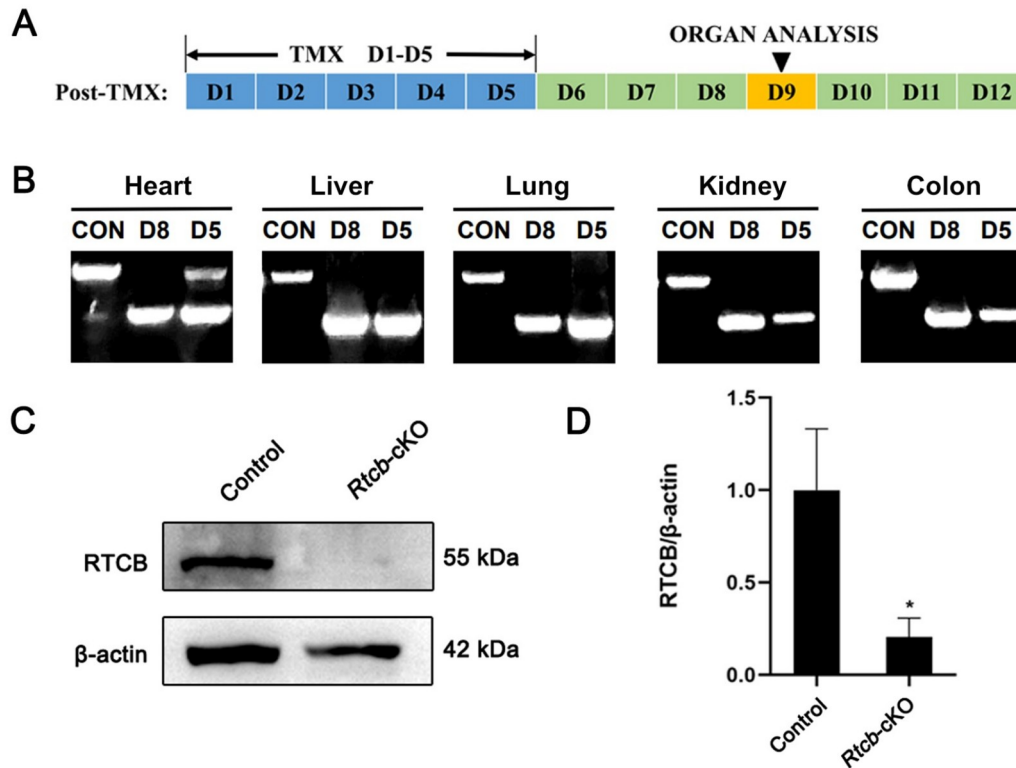 A
TMX D1-D5
ORGAN ANALYSIS
Post-TMX: D1 D2 D3 D4 D5 D6 D7 D8 D9 D10 D11 D12
B
Heart Liver Lung Kidney Colon
CON D8 D5 CON D8 D5 CON D8 D5 CON D8 D5 CON D8 D5
C
Control Rtcb-cKO
RTCB 55 kDa
β-actin 42 kDa
D
RTCB/β-actin
1.5
1.0
0.5
0.0
*
Control Rtcb-cKO